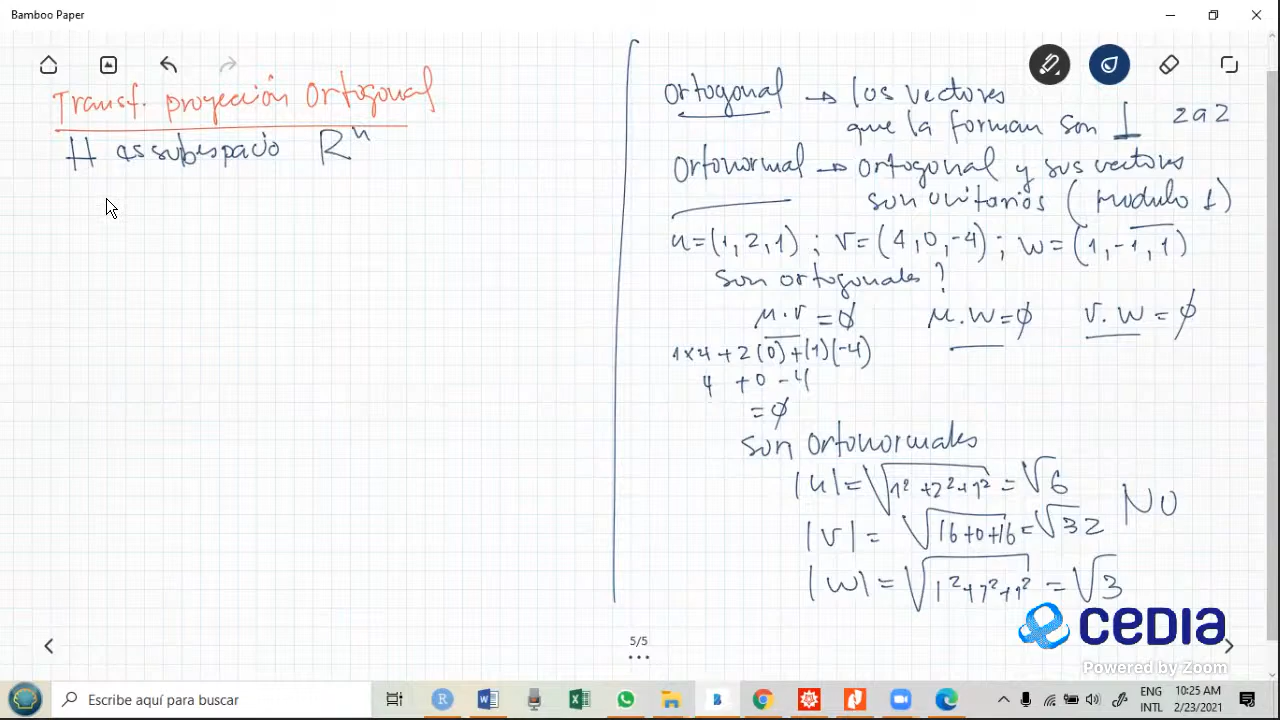 Bamboo Paper
Transf. proyección Ortogonal
H as subespacio R^n
Ortogonal → los vectores
que la forman son ⊥ 2 a 2
Ortonormal → ortogonal y sus vectores
son unitarios (modulo 1)
u=(1,2,1) ; v=(4,0,-4) ; w=(1,-1,1)
son ortogonales?
u.v = ∅ u.w = ∅ v.w = ∅
1x4 + 2(0) + (1)(-4)
4 + 0 - 4
= ∅
son ortonormales
|u| = √1²+2²+1² = √6
|v| = √16+0+16 = √32 NO
|w| = √1²+1²+1² = √3
5/5
cedia
Powered by Zoom
Escribe aquí para buscar
ENG
INTL
10:25 AM
2/23/2021